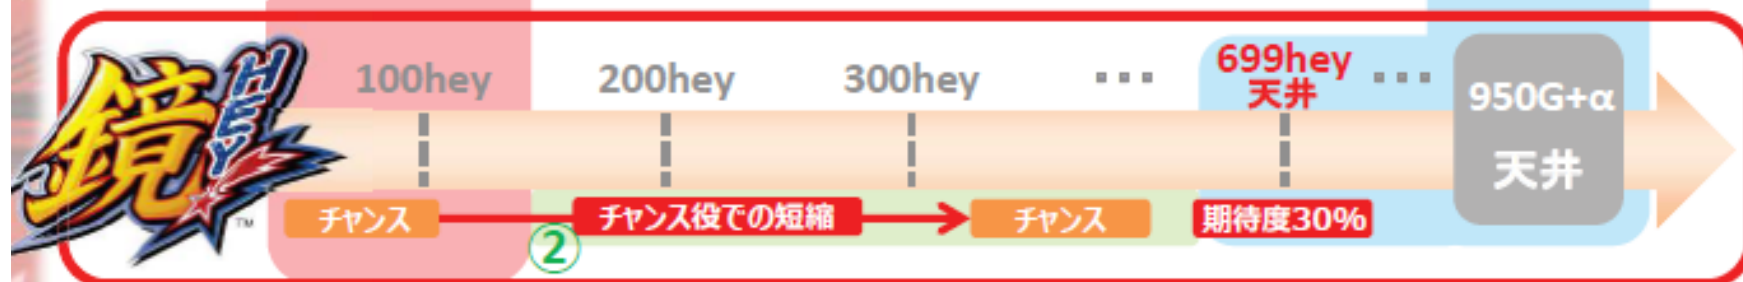 鏡
HEY
™
100hey
200hey
300hey
...
699hey
天井
...
950G+α
天井
チャンス
②
チャンス役での短縮
チャンス
期待度30%